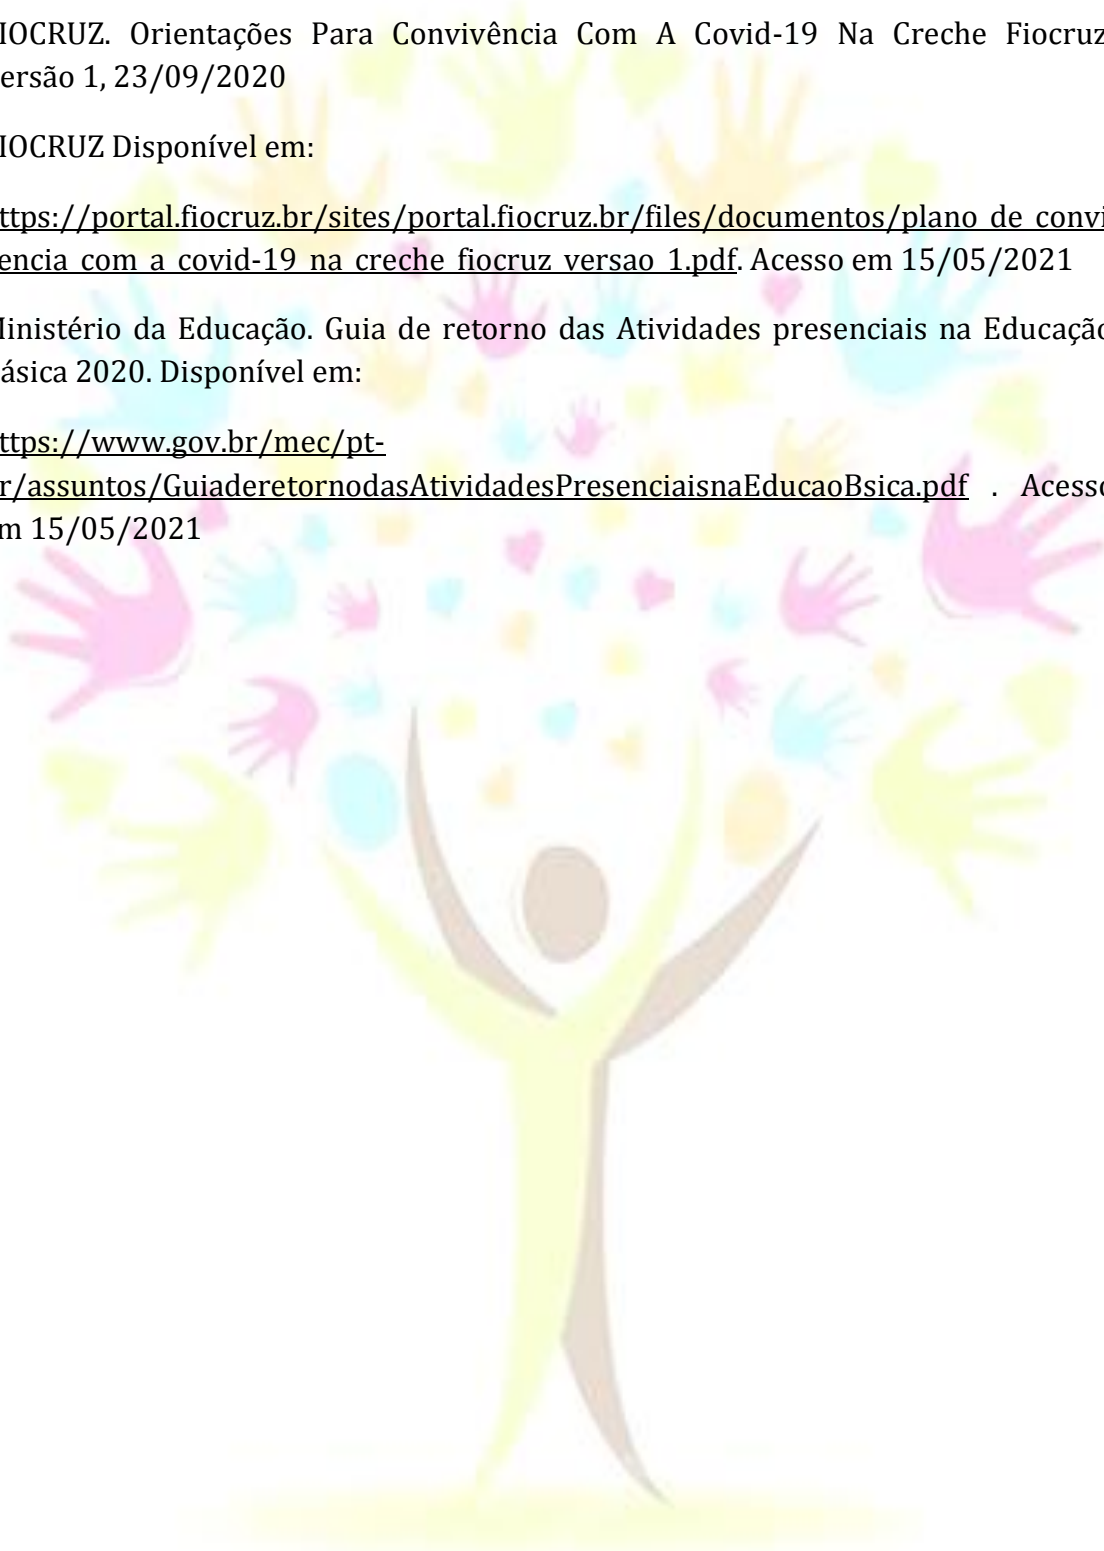 IOCRUZ. Orientações Para Convivência Com A Covid-19 Na Creche Fiocruz
ersão 1, 23/09/2020
IOCRUZ Disponível em:
ttps://portal.fiocruz.br/sites/portal.fiocruz.br/files/documentos/plano_de_convi
encia_com_a_covid-19_na_creche_fiocruz_versao_1.pdf. Acesso em 15/05/2021
inistério da Educação. Guia de retorno das Atividades presenciais na Educação
ásica 2020. Disponível em:
ttps://www.gov.br/mec/pt-
r/assuntos/GuiaderetornodasAtividadesPresenciaisnaEducaoBsica.pdf . Acesso
m 15/05/2021